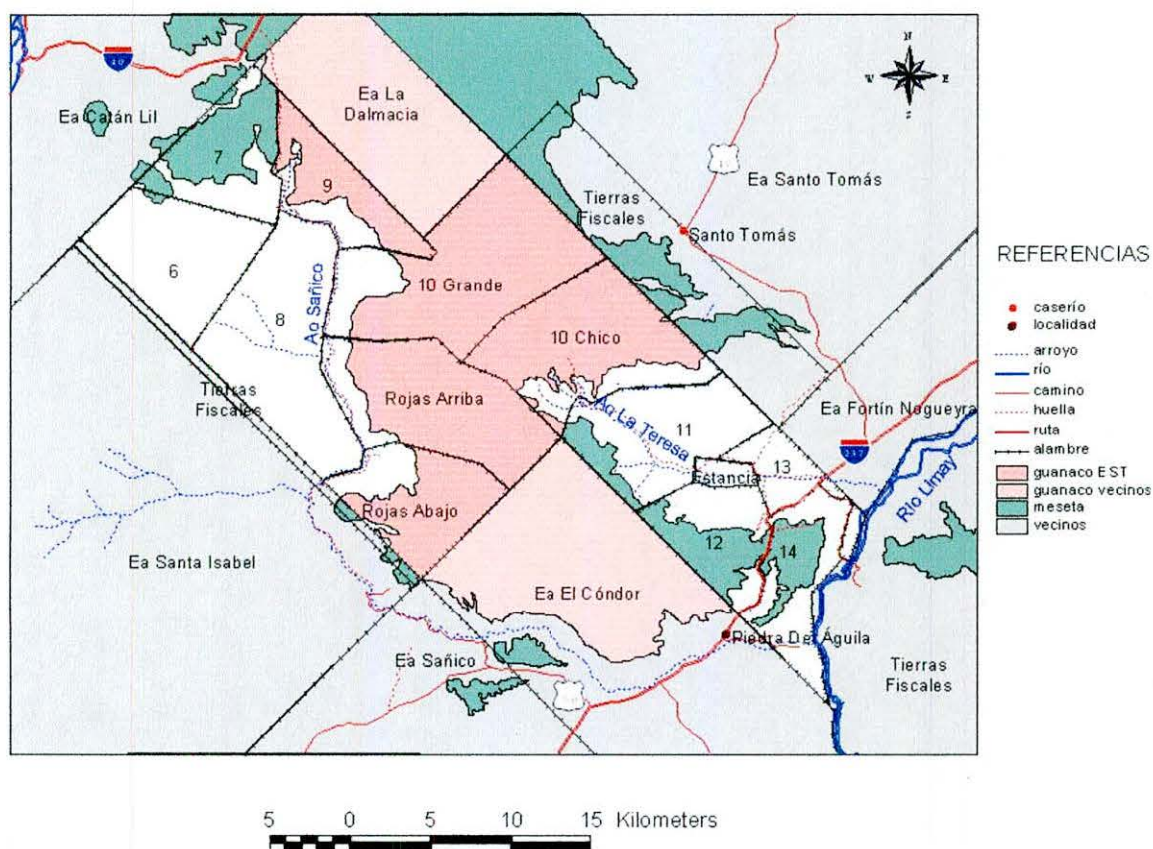 40
Ea Catán Lil
Ea La
Dalmacia
N
W
E
S
7
9
6
8
Ao Sañico
10 Grande
10 Chico
Tierras
Fiscales
Ea Santo Tomás
Santo Tomás
Tierras
Fiscales
Rojas Arriba
Ao La Teresa
11
Estancia
13
Ea Fortín Nogueyra
237
Río Limay
Rojas Abajo
12
14
Ea Santa Isabel
Ea El Cóndor
Piedra Del Águila
Ea Sañico
Tierras
Fiscales
REFERENCIAS
caserío
localidad
arroyo
río
camino
huella
ruta
alambre
guanaco EST
guanaco vecinos
meseta
vecinos
5 0 5 10 15 Kilometers